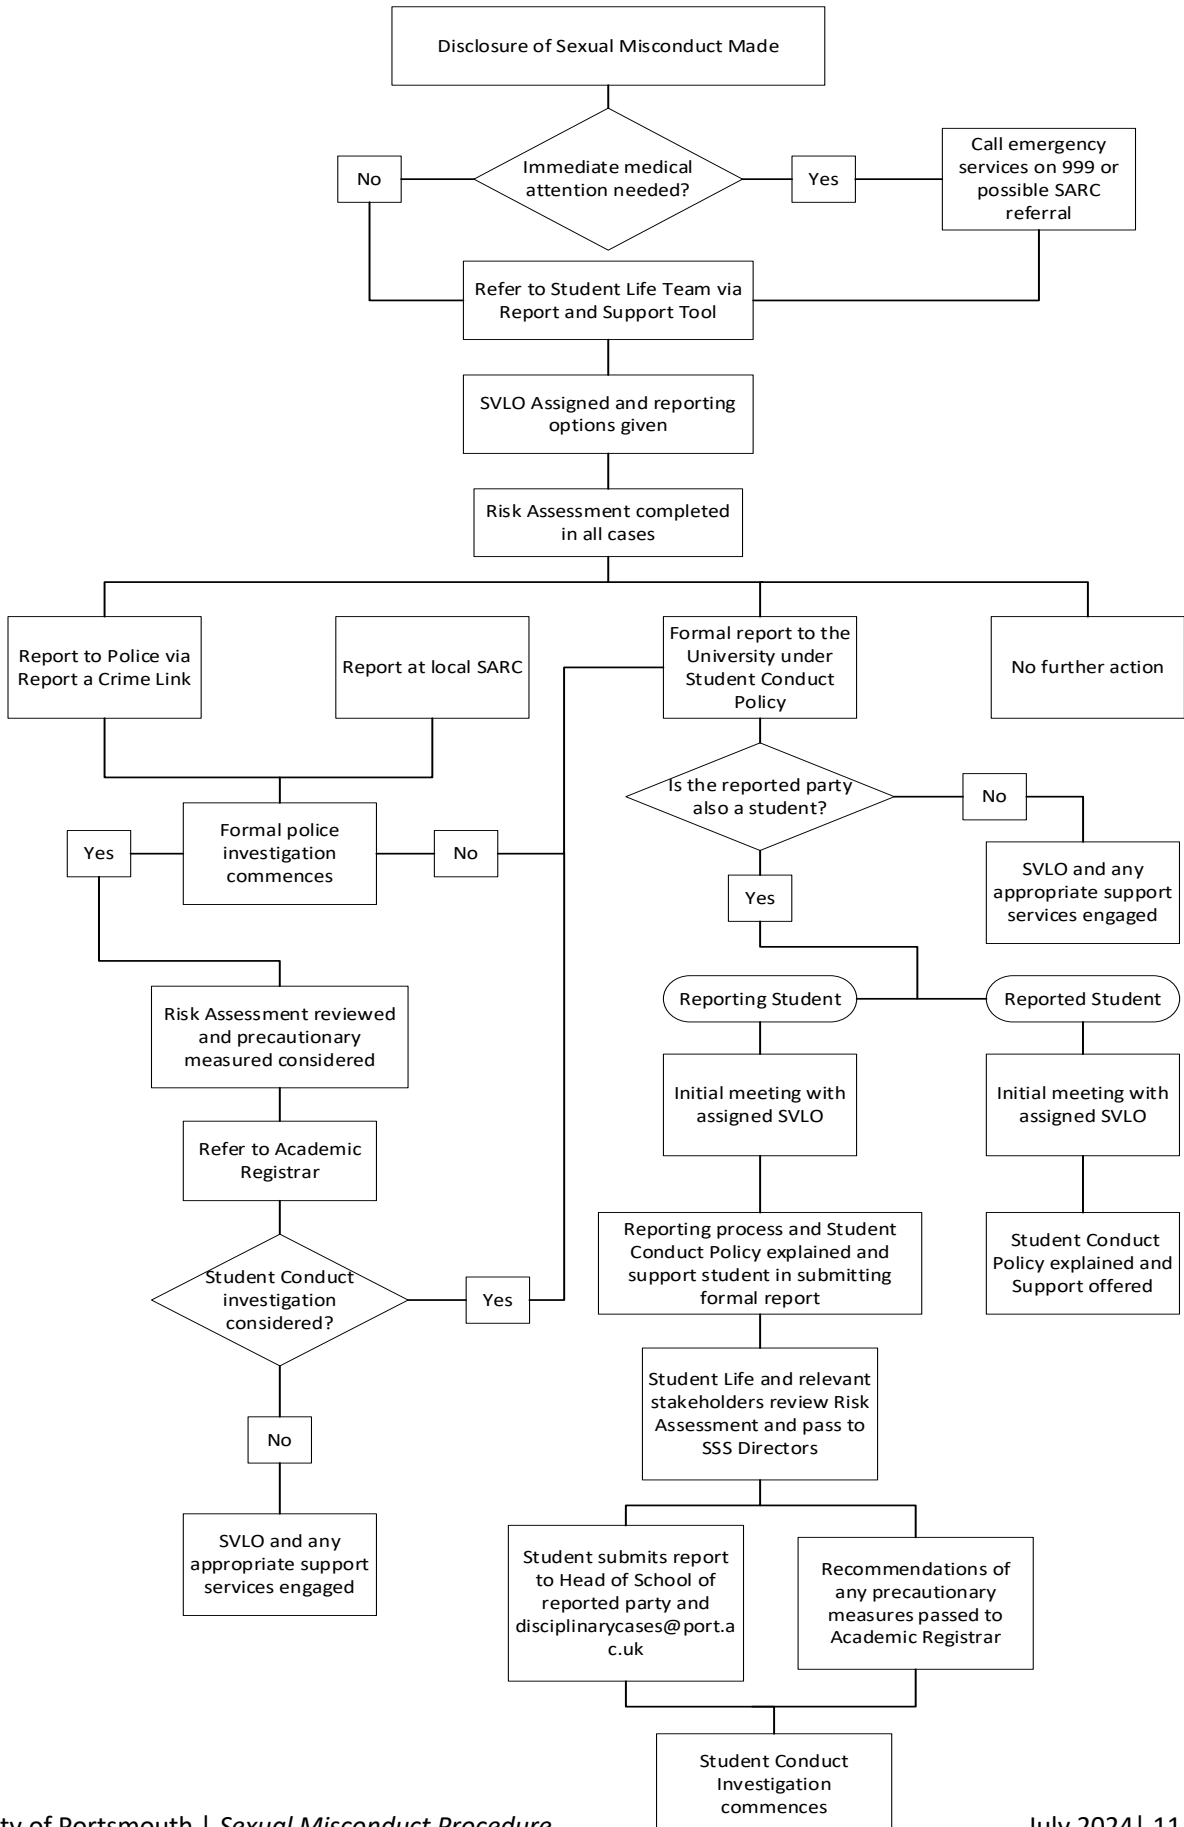 Disclosure of Sexual Misconduct Made
Immediate medical
attention needed?
No
Yes
Call emergency
services on 999 or
possible SARC
referral
Refer to Student Life Team via
Report and Support Tool
SVLO Assigned and reporting
options given
Risk Assessment completed
in all cases
Report to Police via
Report a Crime Link
Report at local SARC
Formal report to the
University under
Student Conduct
Policy
No further action
Is the reported party
also a student?
No
Formal police
investigation
commences
Yes
No
SVLO and any
appropriate support
services engaged
Yes
Reporting Student
Reported Student
Risk Assessment reviewed
and precautionary
measured considered
Initial meeting with
assigned SVLO
Initial meeting with
assigned SVLO
Refer to Academic
Registrar
Reporting process and Student
Conduct Policy explained and
support student in submitting
formal report
Student Conduct
Policy explained and
Support offered
Student Conduct
investigation
considered?
Yes
Student Life and relevant
stakeholders review Risk
Assessment and pass to
SSS Directors
No
SVLO and any
appropriate support
services engaged
Student submits report
to Head of School of
reported party and
disciplinarycases@port.a
c.uk
Recommendations of
any precautionary
measures passed to
Academic Registrar
Student Conduct
Investigation
commences
ty of Portsmouth | Sexual Misconduct Procedure
July 2024| 11